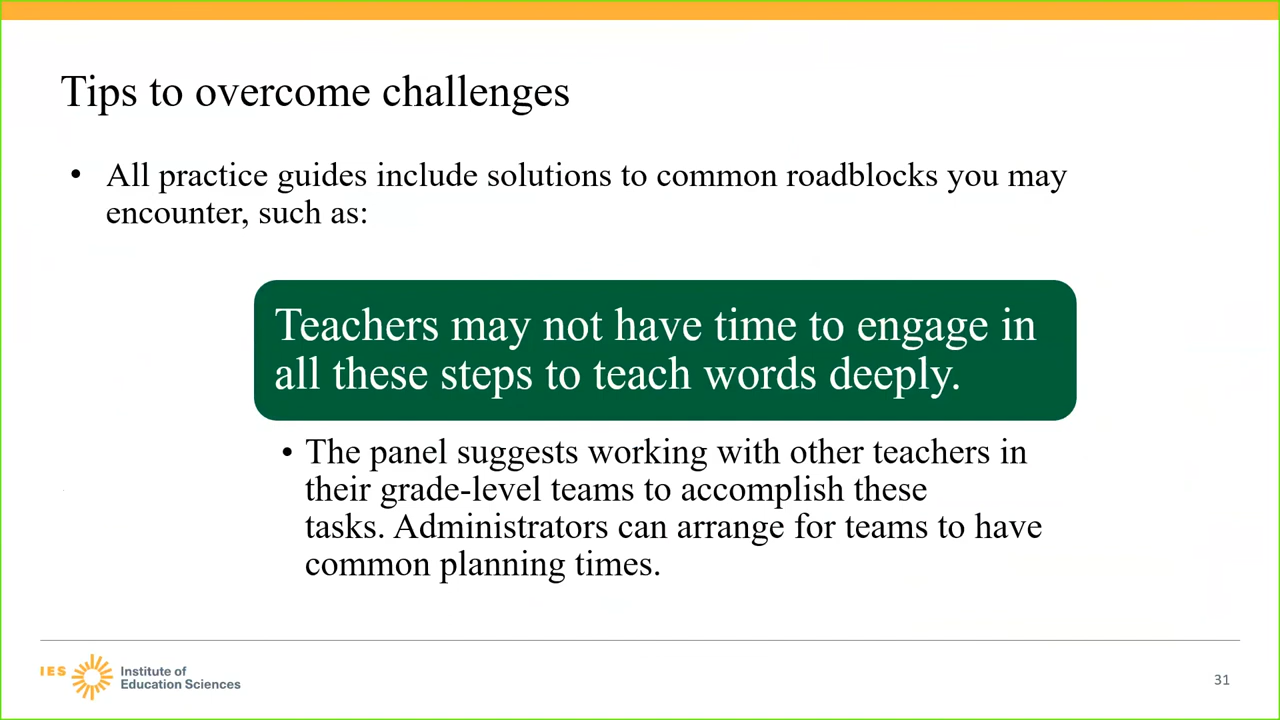 Tips to overcome challenges
• All practice guides include solutions to common roadblocks you may
encounter, such as:
Teachers may not have time to engage in
all these steps to teach words deeply.
• The panel suggests working with other teachers in
their grade-level teams to accomplish these
tasks. Administrators can arrange for teams to have
common planning times.
IES
Institute of
Education Sciences
31